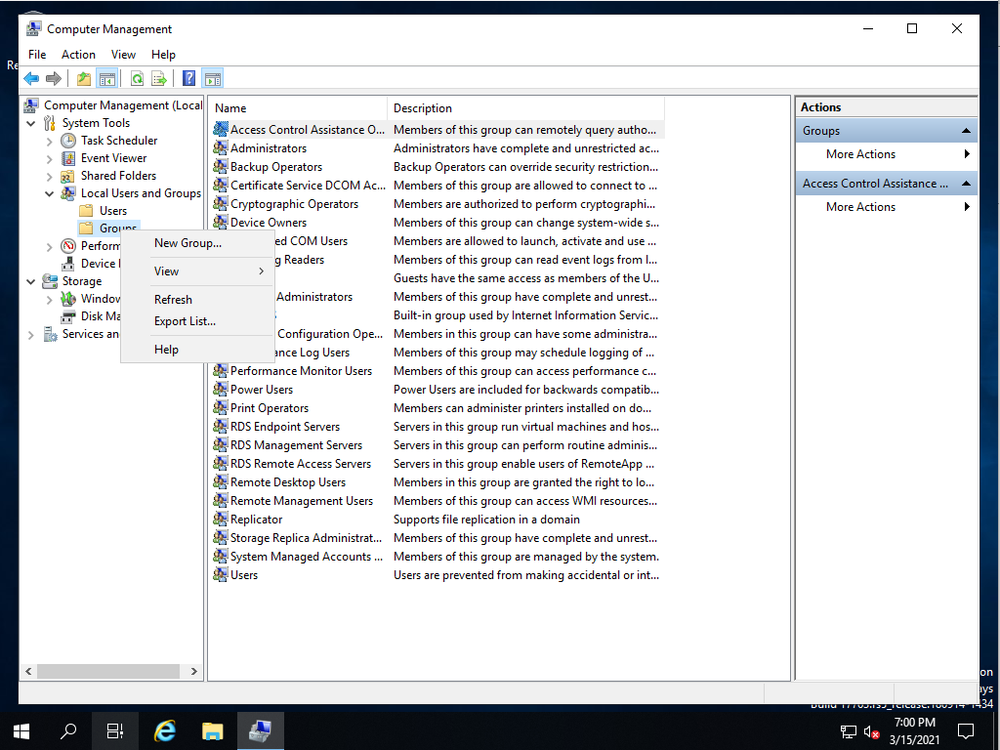 Computer Management
File Action View Help
Computer Management (Local
System Tools
Task Scheduler
Event Viewer
Shared Folders
Local Users and Groups
Users
Groups
Perform
Device
Storage
Window
Disk Ma
Services an
New Group...
View
Refresh
Export List...
Help
Name Description
Access Control Assistance O... Members of this group can remotely query autho...
Administrators Administrators have complete and unrestricted ac...
Backup Operators Backup Operators can override security restriction...
Certificate Service DCOM Ac... Members of this group are allowed to connect to ...
Cryptographic Operators Members are authorized to perform cryptographi...
Device Owners Members of this group can change system-wide s...
ed COM Users Members are allowed to launch, activate and use ...
g Readers Members of this group can read event logs from l...
Guests have the same access as members of the U...
Administrators Members of this group have complete and unrest...
Built-in group used by Internet Information Servic...
Configuration Ope... Members in this group can have some administra...
ance Log Users Members of this group may schedule logging of ...
Performance Monitor Users Members of this group can access performance c...
Power Users Power Users are included for backwards compatib...
Print Operators Members can administer printers installed on do...
RDS Endpoint Servers Servers in this group run virtual machines and hos...
RDS Management Servers Servers in this group can perform routine adminis...
RDS Remote Access Servers Servers in this group enable users of RemoteApp ...
Remote Desktop Users Members in this group are granted the right to lo...
Remote Management Users Members of this group can access WMI resources...
Replicator Supports file replication in a domain
Storage Replica Administrat... Members of this group have complete and unrest...
System Managed Accounts ... Members of this group are managed by the system.
Users Users are prevented from making accidental or int...
Actions
Groups
More Actions
Access Control Assistance ...
More Actions
Re
on
ays
7:00 PM
3/15/2021